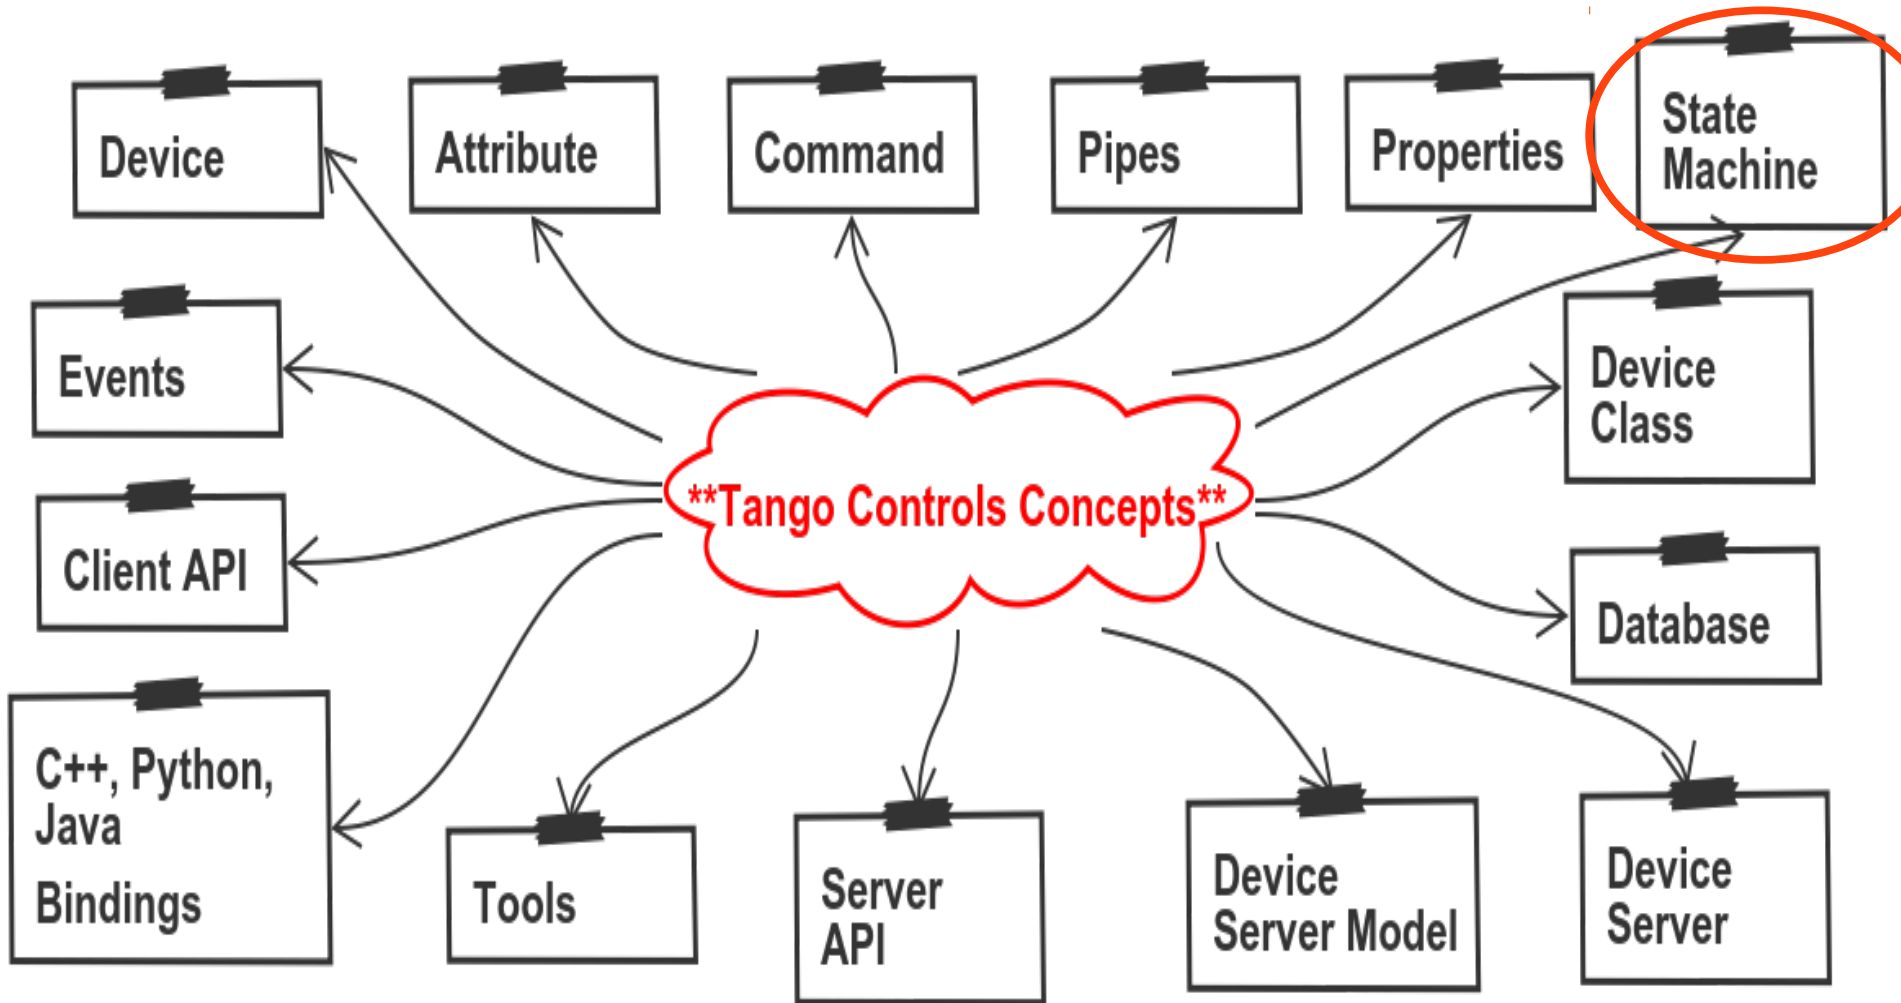 Device
Attribute
Command
Pipes
Properties
State
Machine
Events
Device
Class
**Tango Controls Concepts**
Client API
Database
C++, Python,
Java
Bindings
Tools
Server
API
Device
Server Model
Device
Server